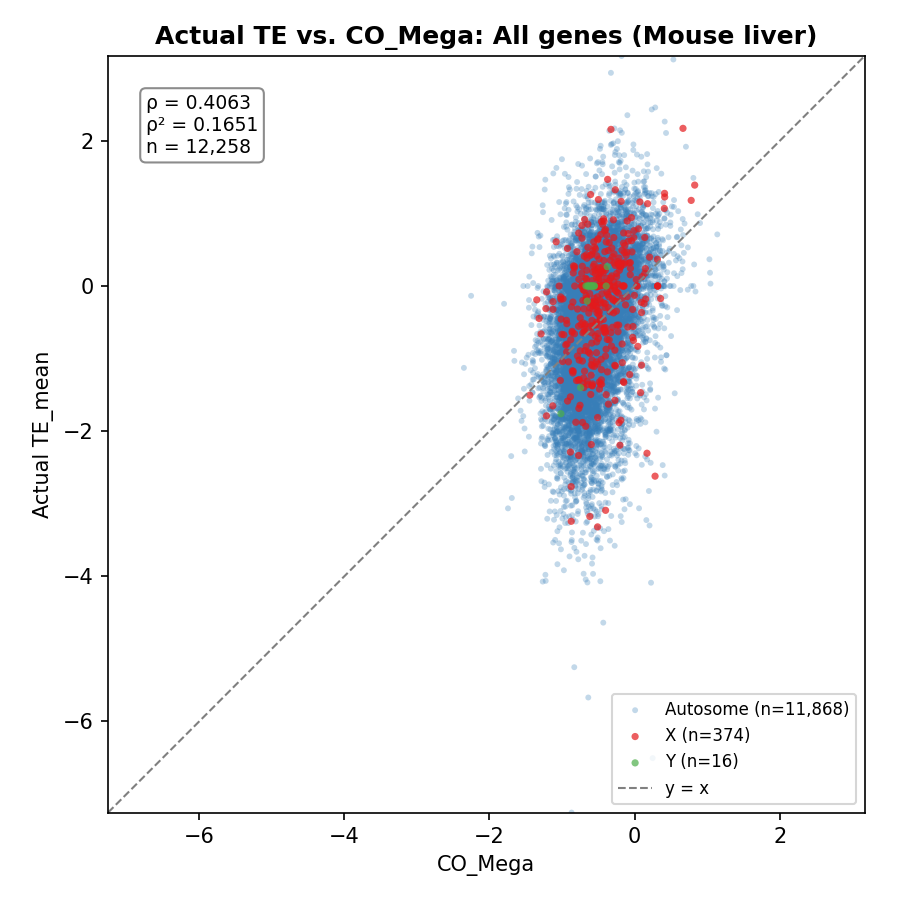 Actual TE vs. CO_Mega: All genes (Mouse liver)
ρ = 0.4063
ρ² = 0.1651
n = 12,258
2
0
−2
−4
−6
Actual TE_mean
Autosome (n=11,868)
X (n=374)
Y (n=16)
y = x
−6
−4
−2
0
2
CO_Mega